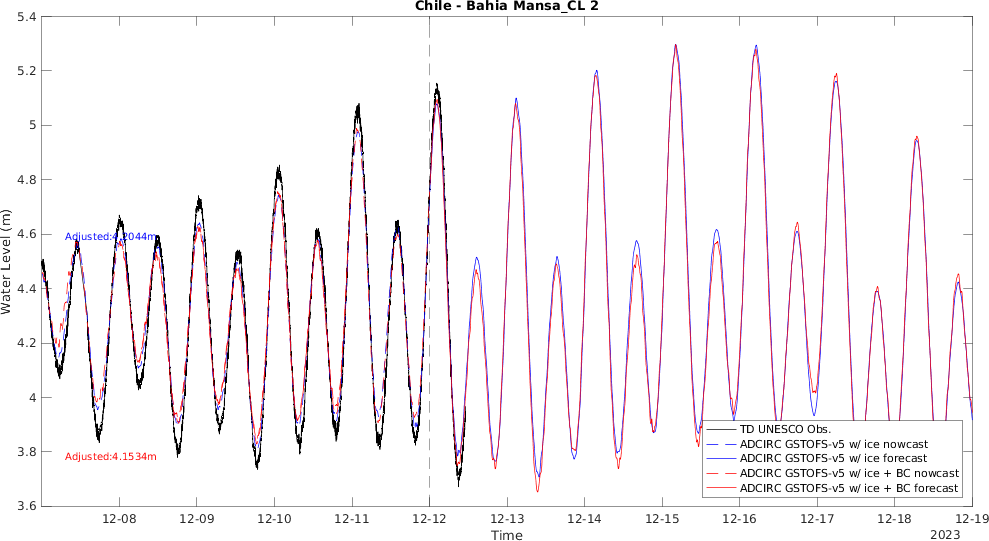 Chile - Bahia Mansa_CL 2
5.4
5.2
5
4.8
4.6
4.4
4.2
4
3.8
3.6
Water Level (m)
Adjusted:4.2044m
Adjusted:4.1534m
TD UNESCO Obs.
ADCIRC GSTOFS-v5 w/ ice nowcast
ADCIRC GSTOFS-v5 w/ ice forecast
ADCIRC GSTOFS-v5 w/ ice + BC nowcast
ADCIRC GSTOFS-v5 w/ ice + BC forecast
12-08 12-09 12-10 12-11 12-12 12-13 12-14 12-15 12-16 12-17 12-18 12-19
Time
2023